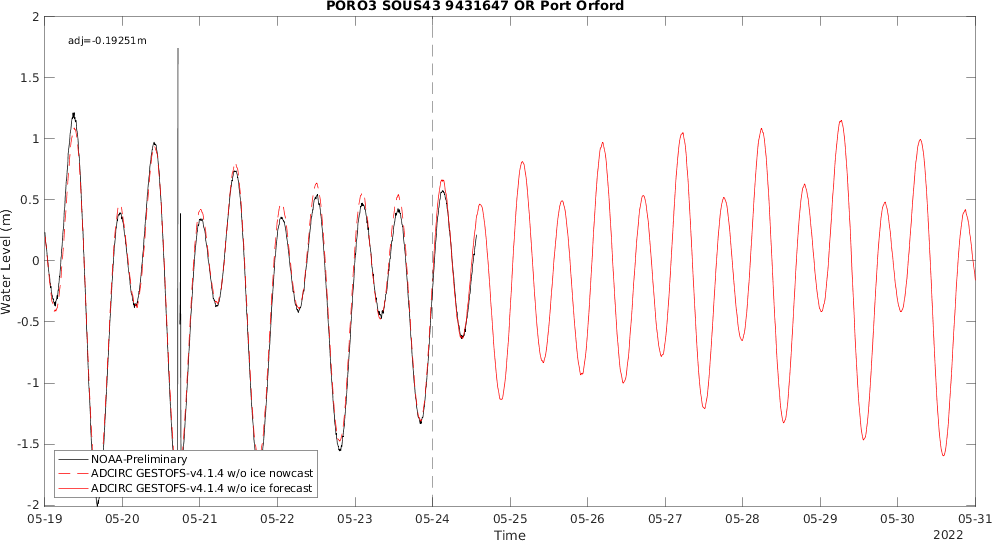 PORO3 SOUS43 9431647 OR Port Orford
adj=-0.19251m
2
1.5
1
0.5
0
-0.5
-1
-1.5
-2
Water Level (m)
NOAA-Preliminary
ADCIRC GESTOFS-v4.1.4 w/o ice nowcast
ADCIRC GESTOFS-v4.1.4 w/o ice forecast
05-19 05-20 05-21 05-22 05-23 05-24 05-25 05-26 05-27 05-28 05-29 05-30 05-31
Time
2022